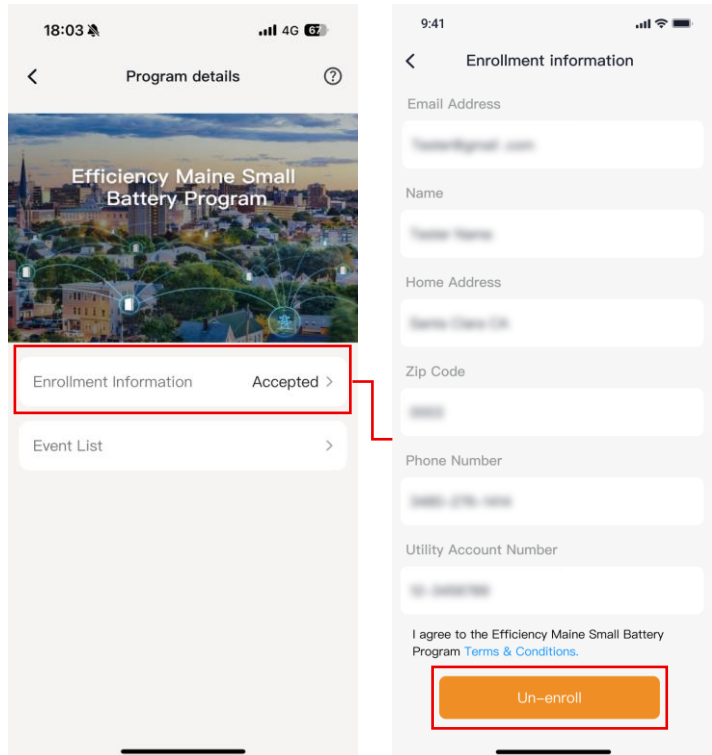 18:03
4G 67
Program details
Efficiency Maine Small
Battery Program
Enrollment Information Accepted
Event List
9:41
Enrollment information
Email Address
Name
Home Address
Zip Code
Phone Number
Utility Account Number
I agree to the Efficiency Maine Small Battery
Program Terms & Conditions.
Un-enroll